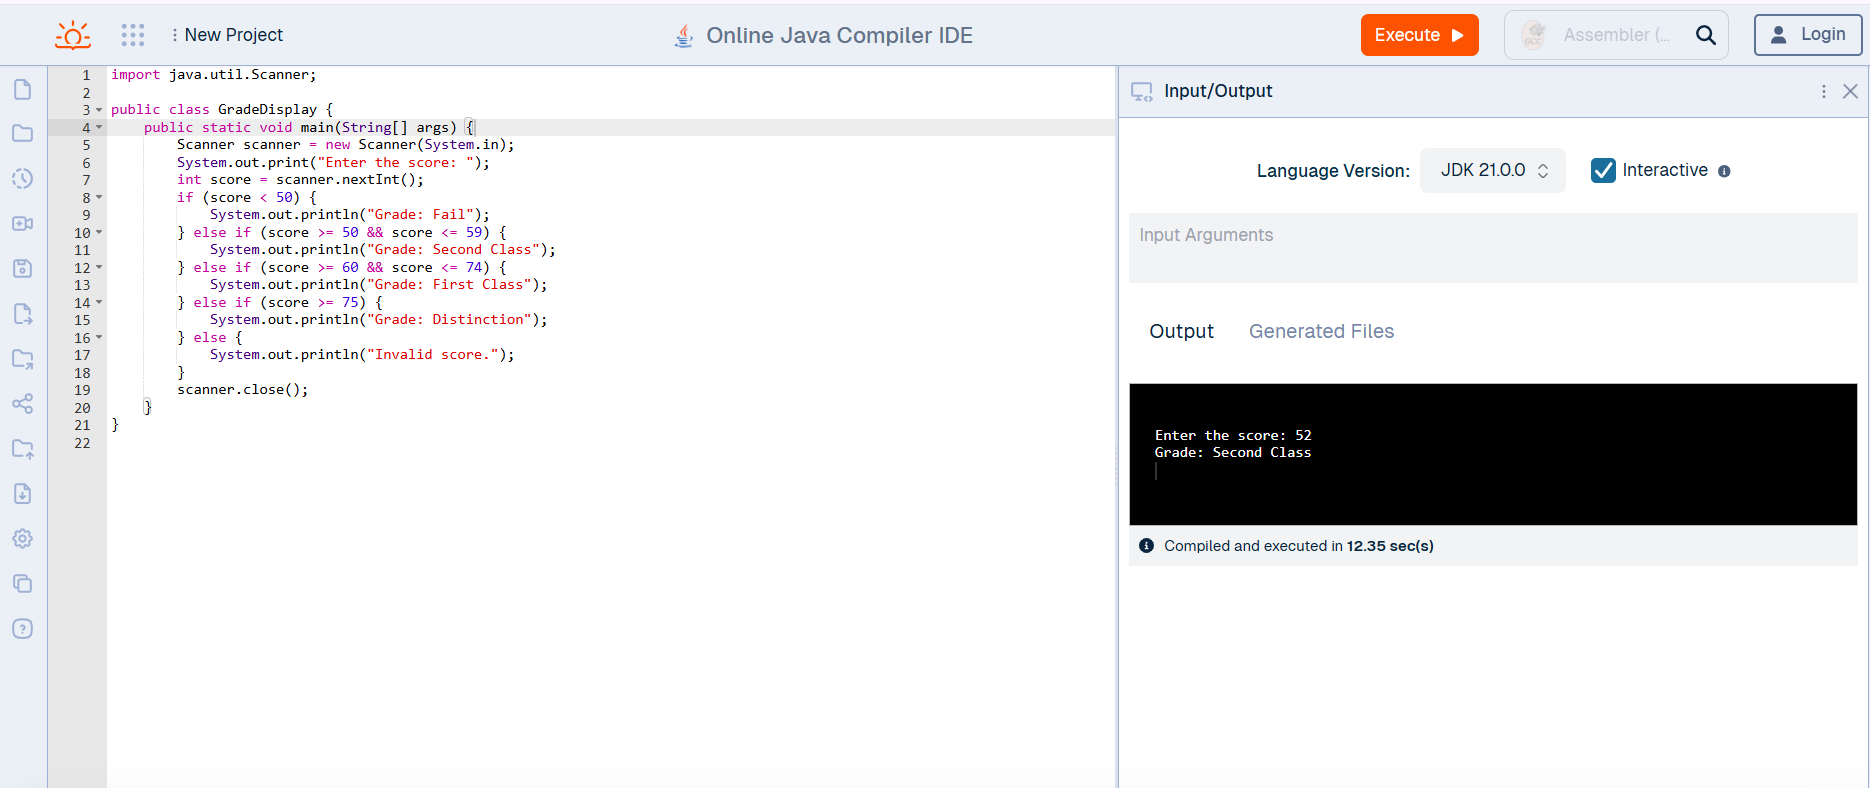 New Project
Online Java Compiler IDE
Execute
Assembler (...
Login
1 import java.util.Scanner;
2
3 public class GradeDisplay {
4     public static void main(String[] args) {
5         Scanner scanner = new Scanner(System.in);
6         System.out.print("Enter the score: ");
7         int score = scanner.nextInt();
8         if (score < 50) {
9             System.out.println("Grade: Fail");
10         } else if (score >= 50 && score <= 59) {
11             System.out.println("Grade: Second Class");
12         } else if (score >= 60 && score <= 74) {
13             System.out.println("Grade: First Class");
14         } else if (score >= 75) {
15             System.out.println("Grade: Distinction");
16         } else {
17             System.out.println("Invalid score.");
18         }
19         scanner.close();
20     }
21 }
22
Input/Output
Language Version: JDK 21.0.0 Interactive
Input Arguments
Output Generated Files
Enter the score: 52
Grade: Second Class
Compiled and executed in 12.35 sec(s)